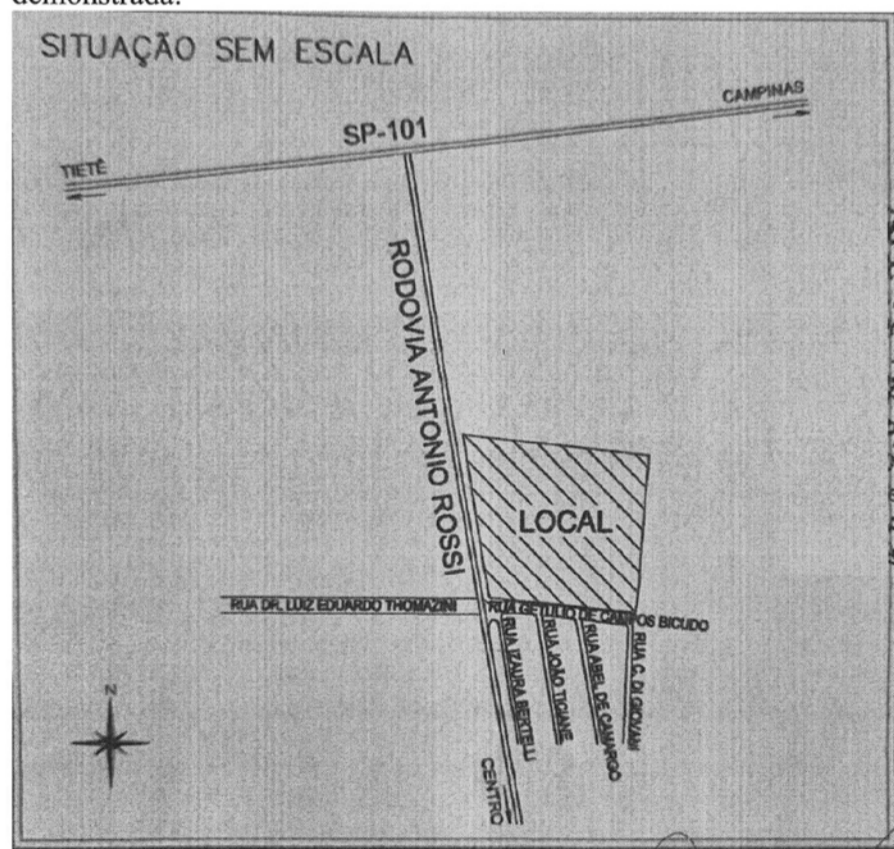 demonstrada:
SITUAÇÃO SEM ESCALA
CAMPINAS
SP-101
TIETÊ
RODOVIA ANTONIO ROSSI
LOCAL
RUA DR. LUIZ EDUARDO THOMAZINI
RUA GETULIO DE CAMPOS BICUDO
RUA IZAURA BERTELLI
RUA JOÃO TICIANE
RUA ABEL DE CAMARGO
RUA C. DI GIOVANI
N
CENTRO